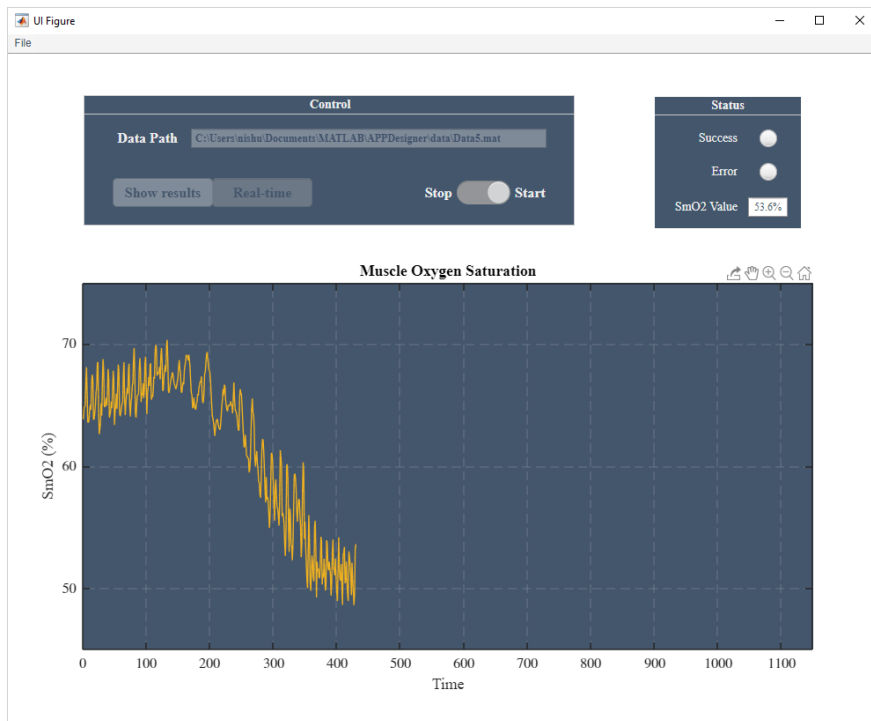 UI Figure
File
Control
Data Path C:\Users\nishu\Documents\MATLAB\APPDesigner\data\Data5.mat
Show results Real-time Stop Start
Status
Success
Error
SmO2 Value 53.6%
Muscle Oxygen Saturation
SmO2 (%)
70
60
50
0 100 200 300 400 500 600 700 800 900 1000 1100
Time